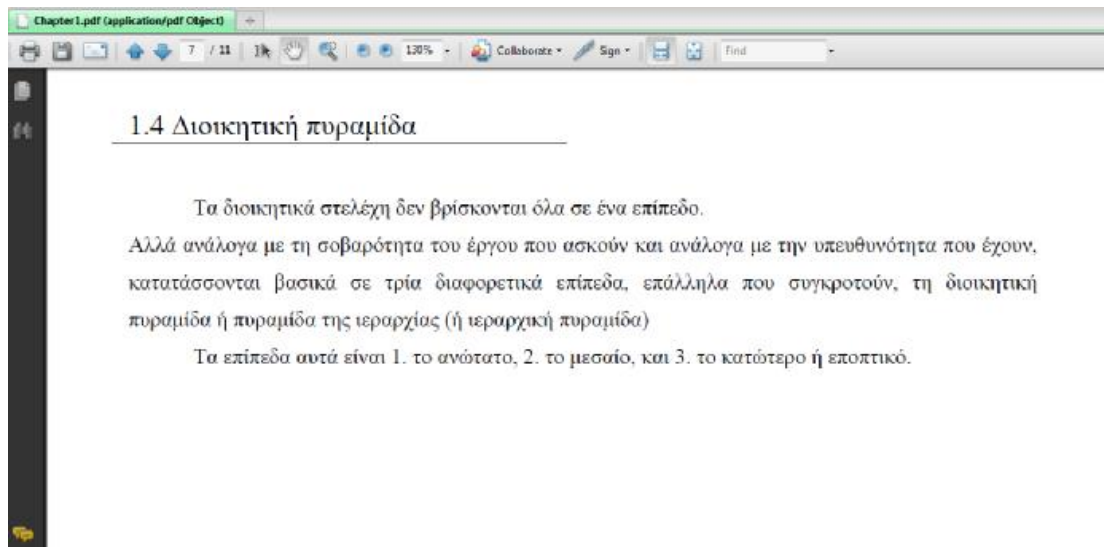 Chapter1.pdf (application/pdf Object)
7 / 11 130% Collaborate Sign Find
1.4 Διοικητική πυραμίδα
Τα διοικητικά στελέχη δεν βρίσκονται όλα σε ένα επίπεδο.
Αλλά ανάλογα με τη σοβαρότητα του έργου που ασκούν και ανάλογα με την υπευθυνότητα που έχουν,
κατατάσσονται βασικά σε τρία διαφορετικά επίπεδα, επάλληλα που συγκροτούν, τη διοικητική
πυραμίδα ή πυραμίδα της ιεραρχίας (ή ιεραρχική πυραμίδα)
Τα επίπεδα αυτά είναι 1. το ανώτατο, 2. το μεσαίο, και 3. το κατώτερο ή εποπτικό.